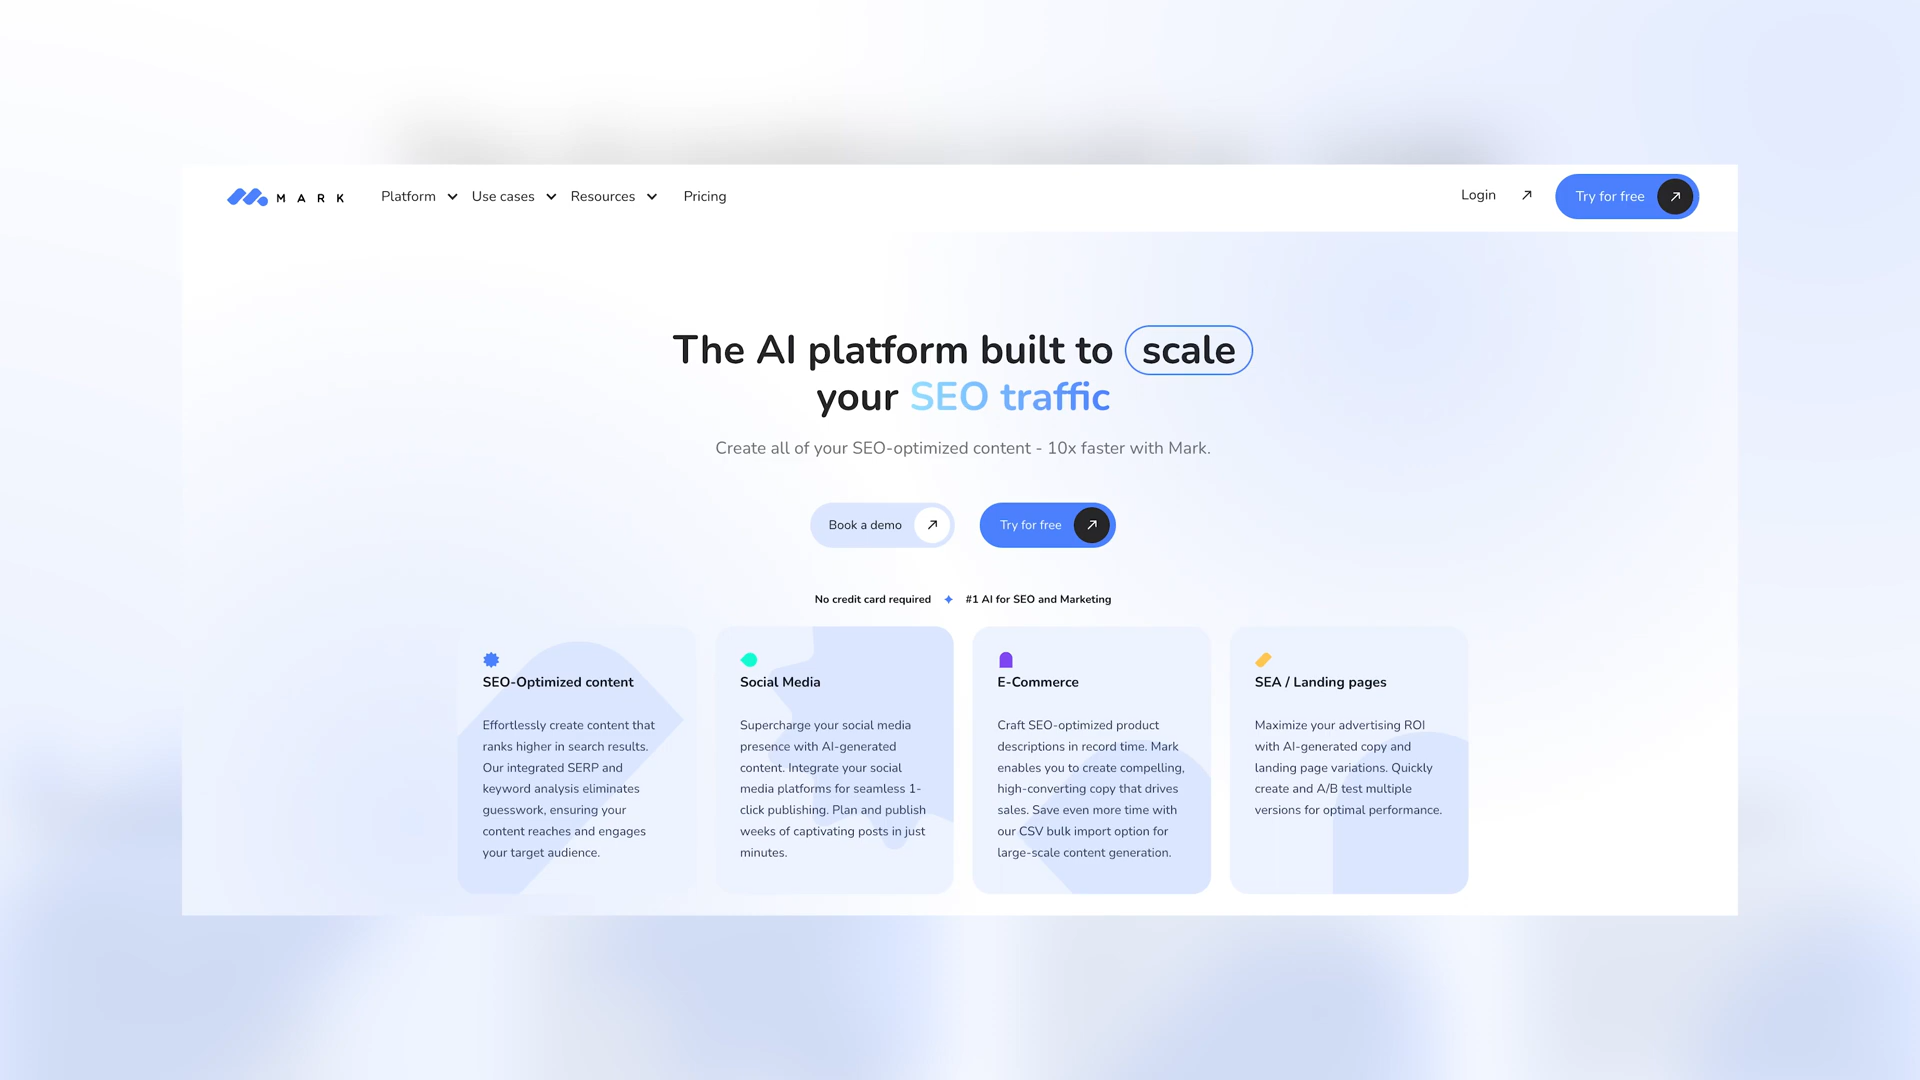 MARK
Platform
Use cases
Resources
Pricing
Login
Try for free
The AI platform built to scale
your SEO traffic
Create all of your SEO-optimized content - 10x faster with Mark.
Book a demo
Try for free
No credit card required
#1 AI for SEO and Marketing
SEO-Optimized content
Effortlessly create content that
ranks higher in search results.
Our integrated SERP and
keyword analysis eliminates
guesswork, ensuring your
content reaches and engages
your target audience.
Social Media
Supercharge your social media
presence with AI-generated
content. Integrate your social
media platforms for seamless 1-
click publishing. Plan and publish
weeks of captivating posts in just
minutes.
E-Commerce
Craft SEO-optimized product
descriptions in record time. Mark
enables you to create compelling,
high-converting copy that drives
sales. Save even more time with
our CSV bulk import option for
large-scale content generation.
SEA / Landing pages
Maximize your advertising ROI
with AI-generated copy and
landing page variations. Quickly
create and A/B test multiple
versions for optimal performance.